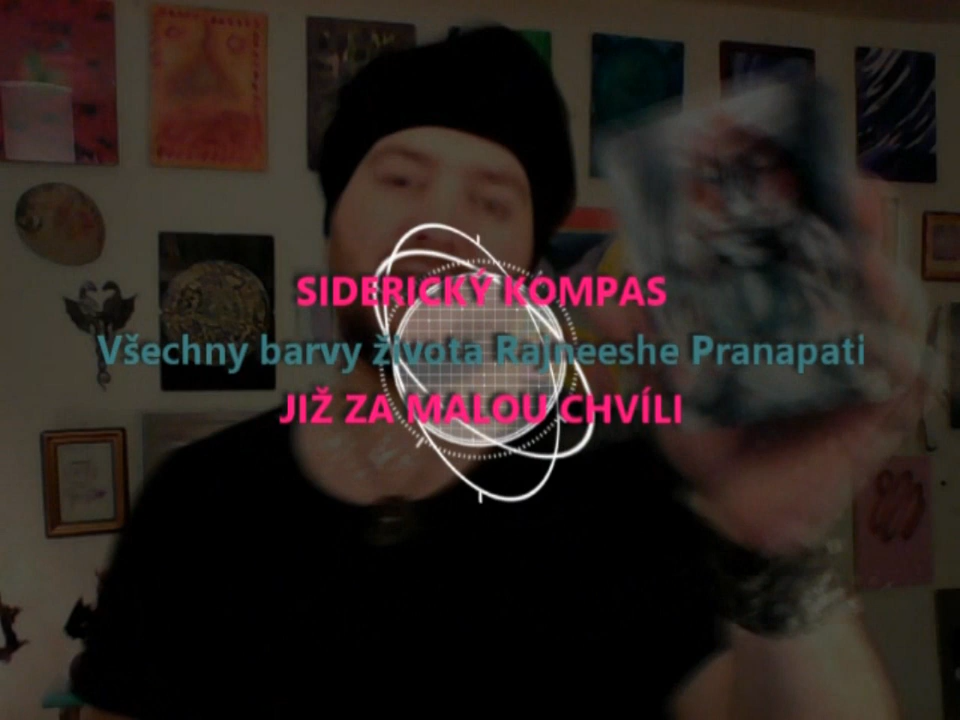 SIDERICKÝ KOMPAS
Všechny barvy života Rajneeshe Pranapati
JIŽ ZA MALOU CHVÍLI